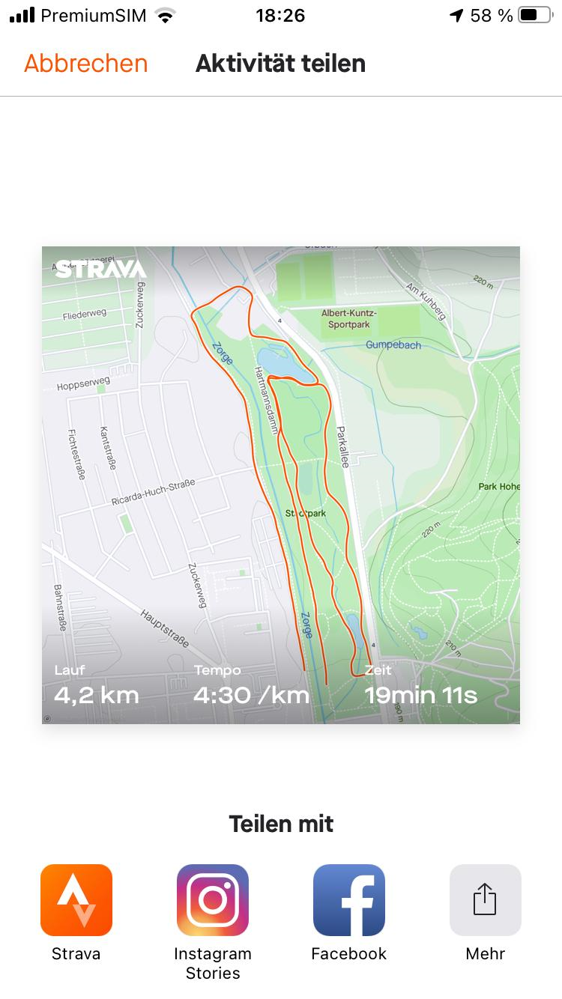 PremiumSIM
18:26
58 %
Abbrechen
Aktivität teilen
STRAVA
Zuckerweg
Fliederweg
Am Kuhberg
220 m
4
Albert-Kuntz-
Sportpark
Gumpebach
Zorge
Hoppserweg
Hartmannsdamm
Fichtestraße
Kantstraße
Parkallee
Ricarda-Huch-Straße
Park Hohe
Stadtpark
220 m
Zuckerweg
Bahnstraße
Hauptstraße
Zorge
4
210 m
Lauf
Tempo
Zeit
4,2 km
4:30 /km
19min 11s
Teilen mit
Strava
Instagram
Stories
Facebook
Mehr